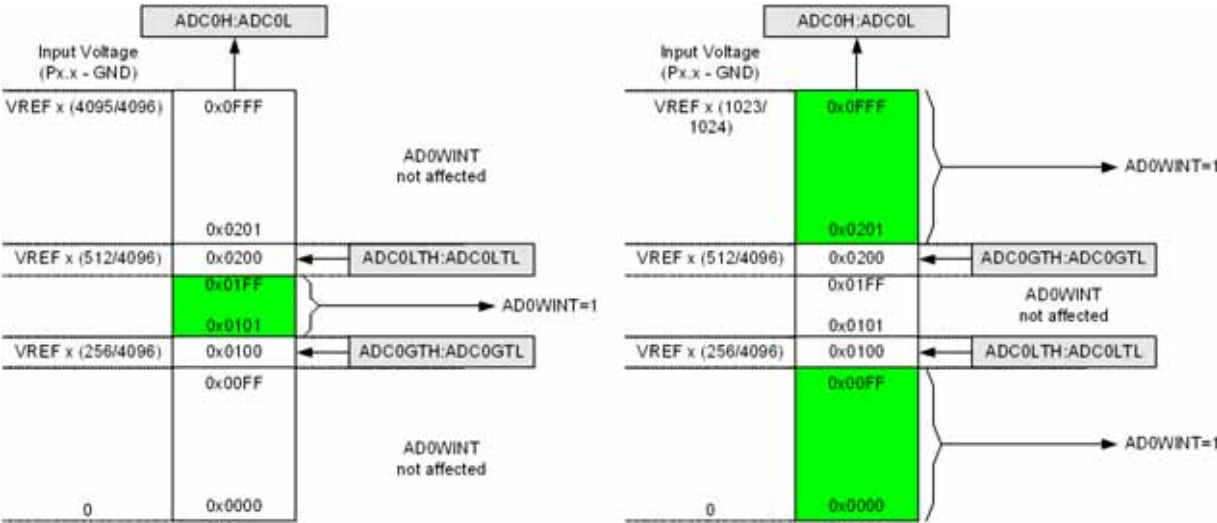 ADC0H:ADC0L
Input Voltage
(Px.x - GND)
VREF x (4095/4096)
0x0FFF
AD0WINT
not affected
0x0201
VREF x (512/4096)
0x0200
ADC0LTH:ADC0LTL
0x01FF
AD0WINT=1
0x0101
VREF x (256/4096)
0x0100
ADC0GTH:ADC0GTL
0x00FF
AD0WINT
not affected
0
0x0000
ADC0H:ADC0L
Input Voltage
(Px.x - GND)
VREF x (1023/
1024)
0x0FFF
AD0WINT=1
0x0201
VREF x (512/4096)
0x0200
ADC0GTH:ADC0GTL
0x01FF
AD0WINT
not affected
0x0101
VREF x (256/4096)
0x0100
ADC0LTH:ADC0LTL
0x00FF
AD0WINT=1
0
0x0000